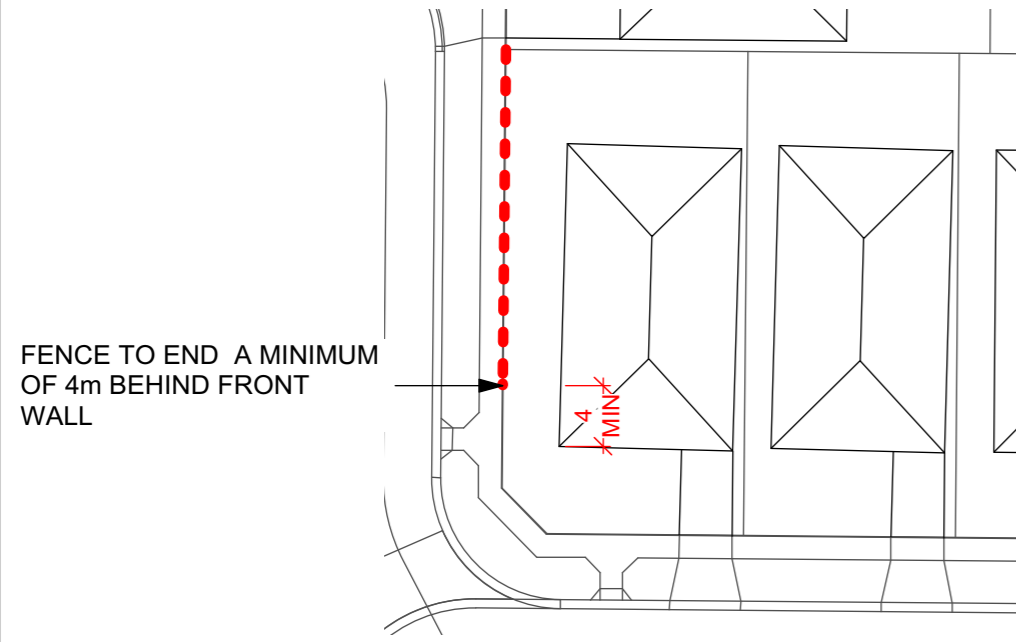 FENCE TO END A MINIMUM
OF 4m BEHIND FRONT
WALL
4
MIN